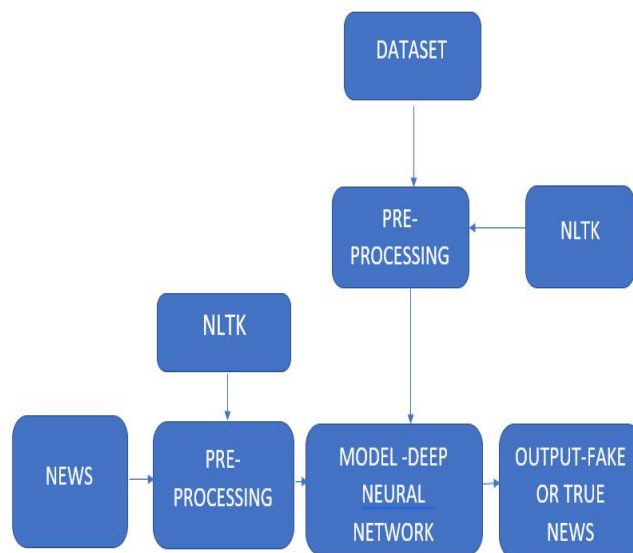 DATASET
PRE-
PROCESSING
NLTK
NLTK
NEWS
PRE-
PROCESSING
MODEL -DEEP
NEURAL
NETWORK
OUTPUT-FAKE
OR TRUE
NEWS